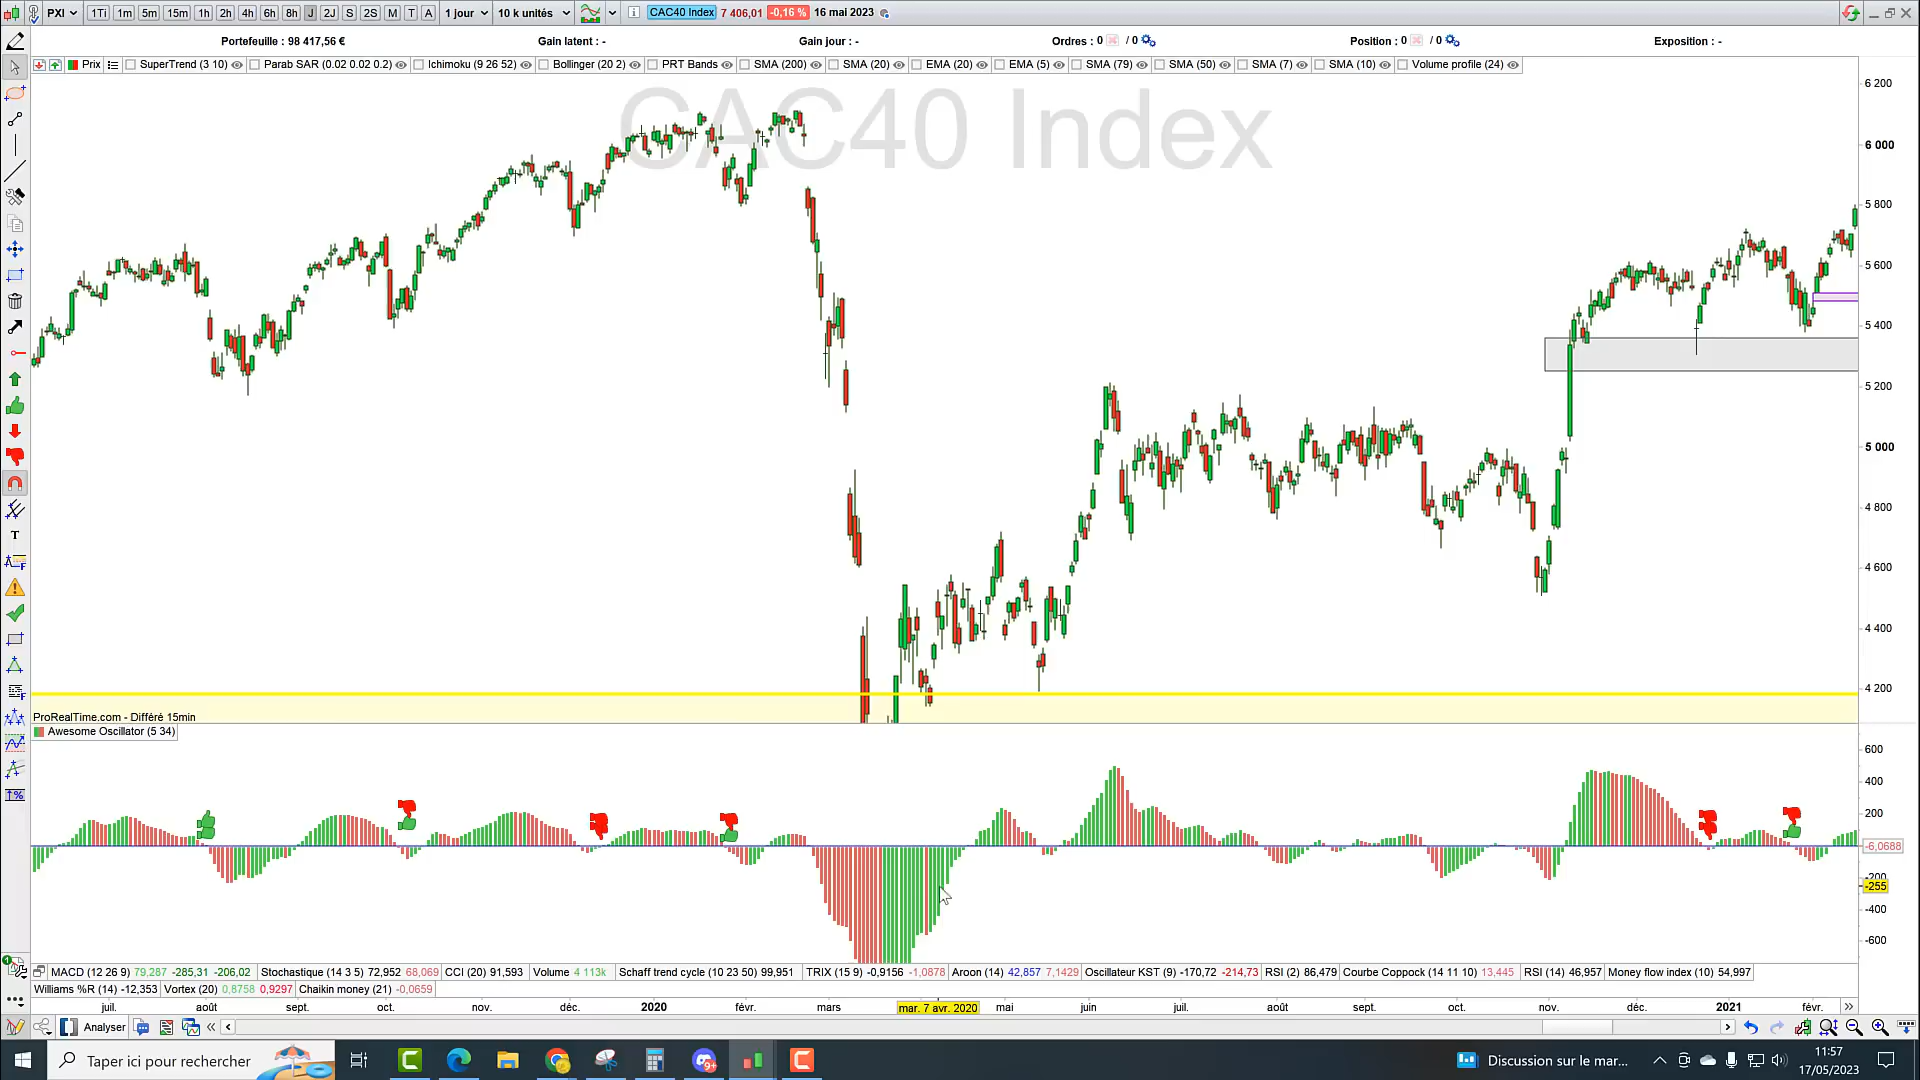 PXI 1Ti 1m 5m 15m 1h 2h 4h 6h 8h J 2J S 2S M T A 1 jour 10 k unités i CAC40 Index 7 406,01 -0,16 % 16 mai 2023
Portefeuille : 98 417,56 € Gain latent : - Gain jour : - Ordres : 0 / 0 Position : 0 / 0 Exposition : -
Prix SuperTrend (3 10) Parab SAR (0.02 0.02 0.2) Ichimoku (9 26 52) Bollinger (20 2) PRT Bands SMA (200) SMA (20) EMA (20) EMA (5) SMA (79) SMA (50) SMA (7) SMA (10) Volume profile (24)
CAC40 Index
6 200
6 000
5 800
5 600
5 400
5 200
5 000
4 800
4 600
4 400
4 200
ProRealTime.com - Différé 15min
Awesome Oscillator (5 34)
600
400
200
-6,0688
-200
-255
-400
-600
MACD (12 26 9) 79,287 -285,31 -206,02 Stochastique (14 3 5) 72,952 68,069 CCI (20) 91,593 Volume 4 113k Schaff trend cycle (10 23 50) 99,951 TRIX (15 9) -0,9156 -1,0878 Aroon (14) 42,857 7,1429 Oscillateur KST (9) -170,72 -214,73 RSI (2) 86,479 Courbe Coppock (14 11 10) 13,445 RSI (14) 46,957 Money flow index (10) 54,997
Williams %R (14) -12,353 Vortex (20) 0,8758 0,9297 Chaikin money (21) -0,0659
juil. août sept. oct. nov. déc. 2020 févr. mars mar. 7 avr. 2020 mai juin juil. août sept. oct. nov. déc. 2021 févr.
Analyser
Taper ici pour rechercher
Discussion sur le mar...
11:57
17/05/2023